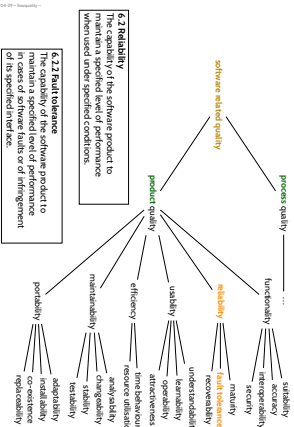 6.2 Reliability
The capability of the software product to
maintain a specified level of performance
when used under specified conditions.
6.2.2 Fault tolerance
The capability of the software product to
maintain a specified level of performance
in cases of software faults or of infringement
of its specified interface.
software related quality
process quality
...
product quality
functionality
suitability
accuracy
interoperability
security
reliability
maturity
fault tolerance
recoverability
usability
understandabilit
learnability
operability
attractiveness
efficiency
time behaviour
resource utilisati
maintainability
analysability
changeability
stability
testability
portability
adaptability
installability
co-existence
replaceability